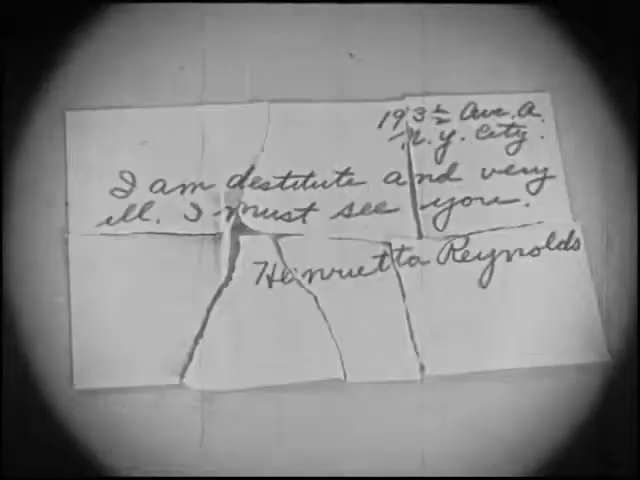 193½ Ave. A.
N. Y. City.
I am destitute and very
ill. I must see you.
Henrietta Reynolds